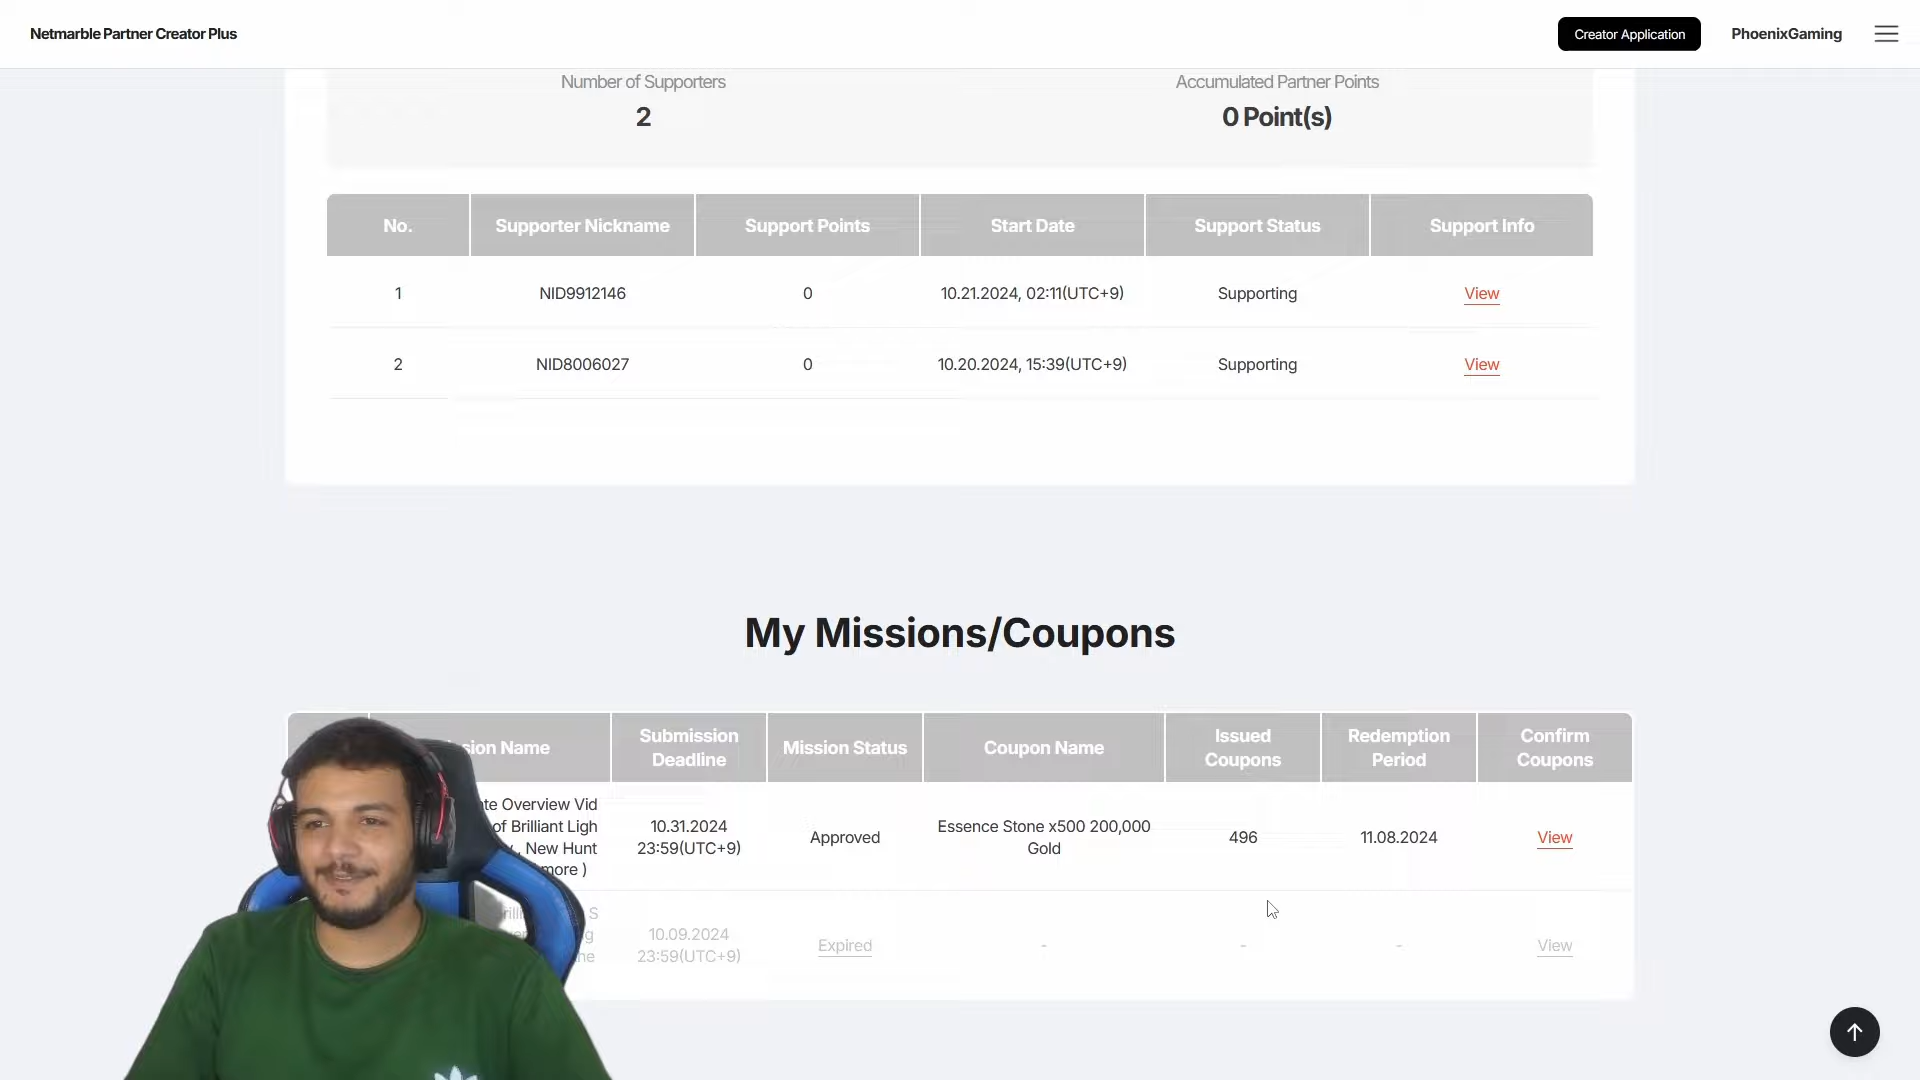 Netmarble Partner Creator Plus
Creator Application
PhoenixGaming
Number of Supporters
Accumulated Partner Points
2
0 Point(s)
No.
Supporter Nickname
Support Points
Start Date
Support Status
Support Info
1
NID9912146
0
10.21.2024, 02:11(UTC+9)
Supporting
View
2
NID8006027
0
10.20.2024, 15:39(UTC+9)
Supporting
View
My Missions/Coupons
Name
Submission
Deadline
Mission Status
Coupon Name
Issued
Coupons
Redemption
Period
Confirm
Coupons
Overview Vid
of Brilliant Ligh
, New Hunt
more )
10.31.2024
23:59(UTC+9)
Approved
Essence Stone x500 200,000
Gold
496
11.08.2024
View
S
10.09.2024
23:59(UTC+9)
Expired
-
-
-
View